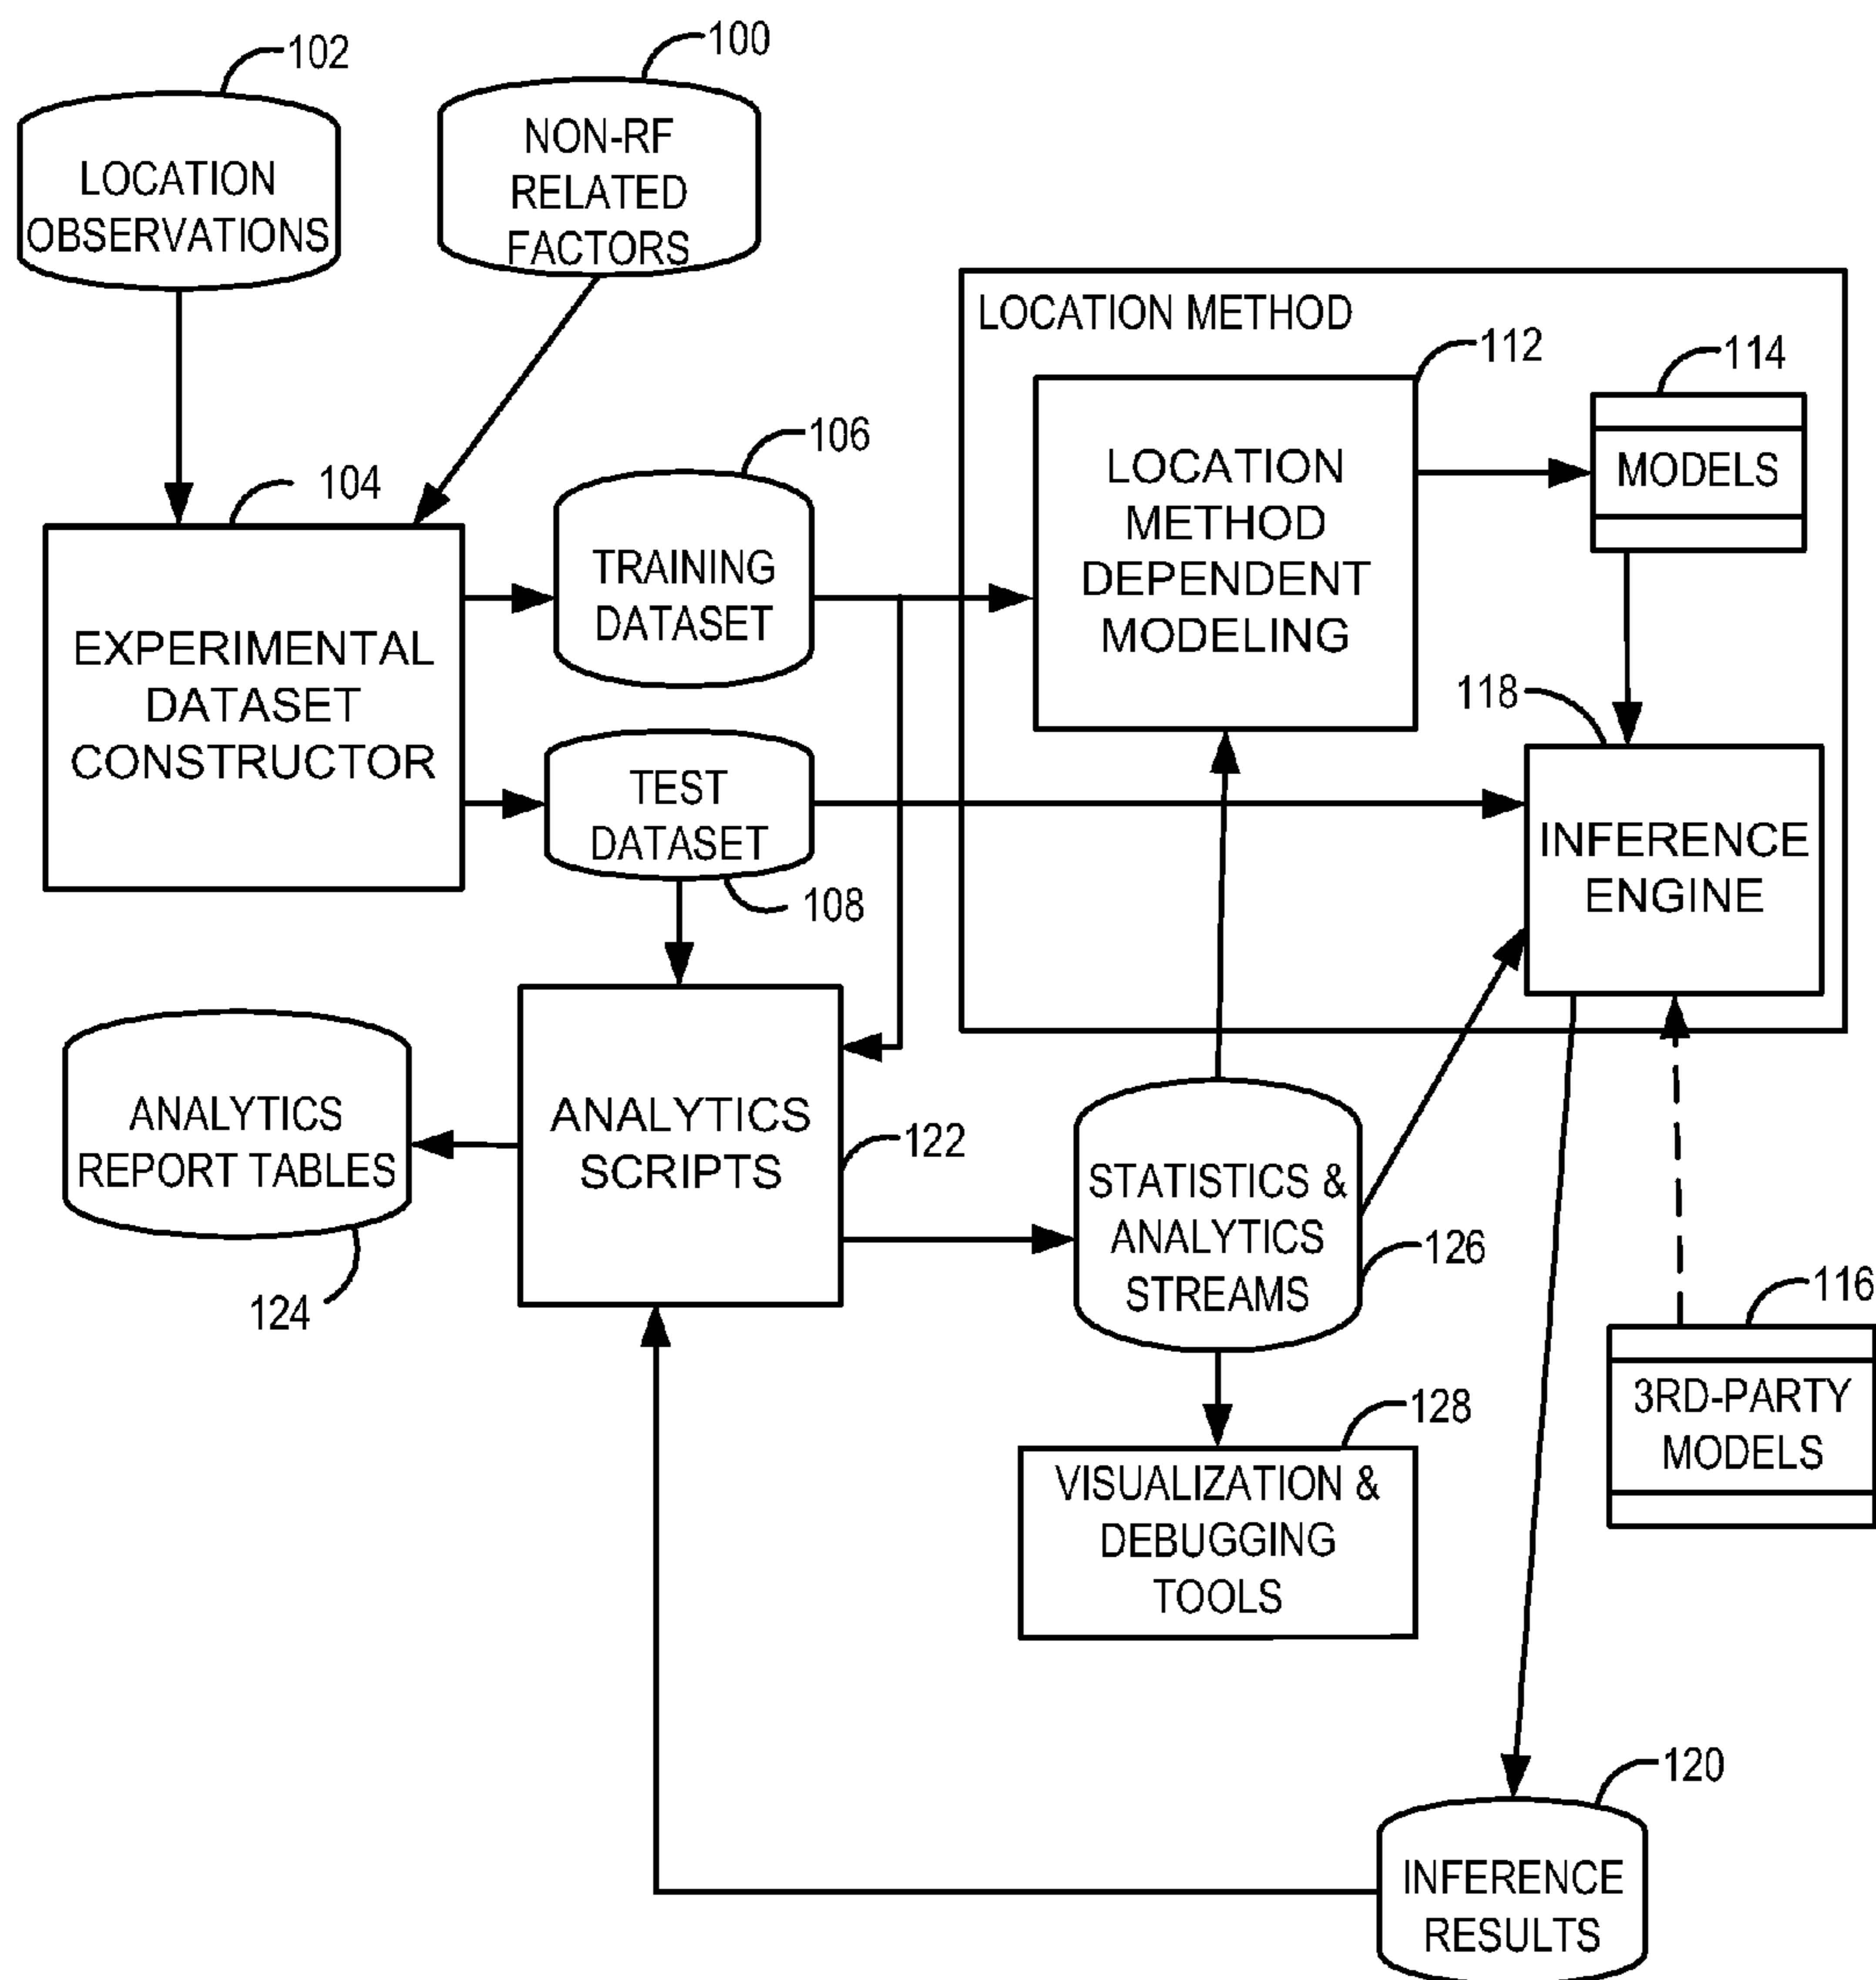 102
100
LOCATION
OBSERVATIONS
NON-RF
RELATED
FACTORS
LOCATION METHOD
112
114
106
104
LOCATION
METHOD
DEPENDENT
MODELING
MODELS
TRAINING
DATASET
EXPERIMENTAL
DATASET
CONSTRUCTOR
118
TEST
DATASET
108
INFERENCE
ENGINE
ANALYTICS
REPORT TABLES
124
ANALYTICS
SCRIPTS
122
STATISTICS &
ANALYTICS
STREAMS
126
116
3RD-PARTY
MODELS
128
VISUALIZATION &
DEBUGGING
TOOLS
120
INFERENCE
RESULTS